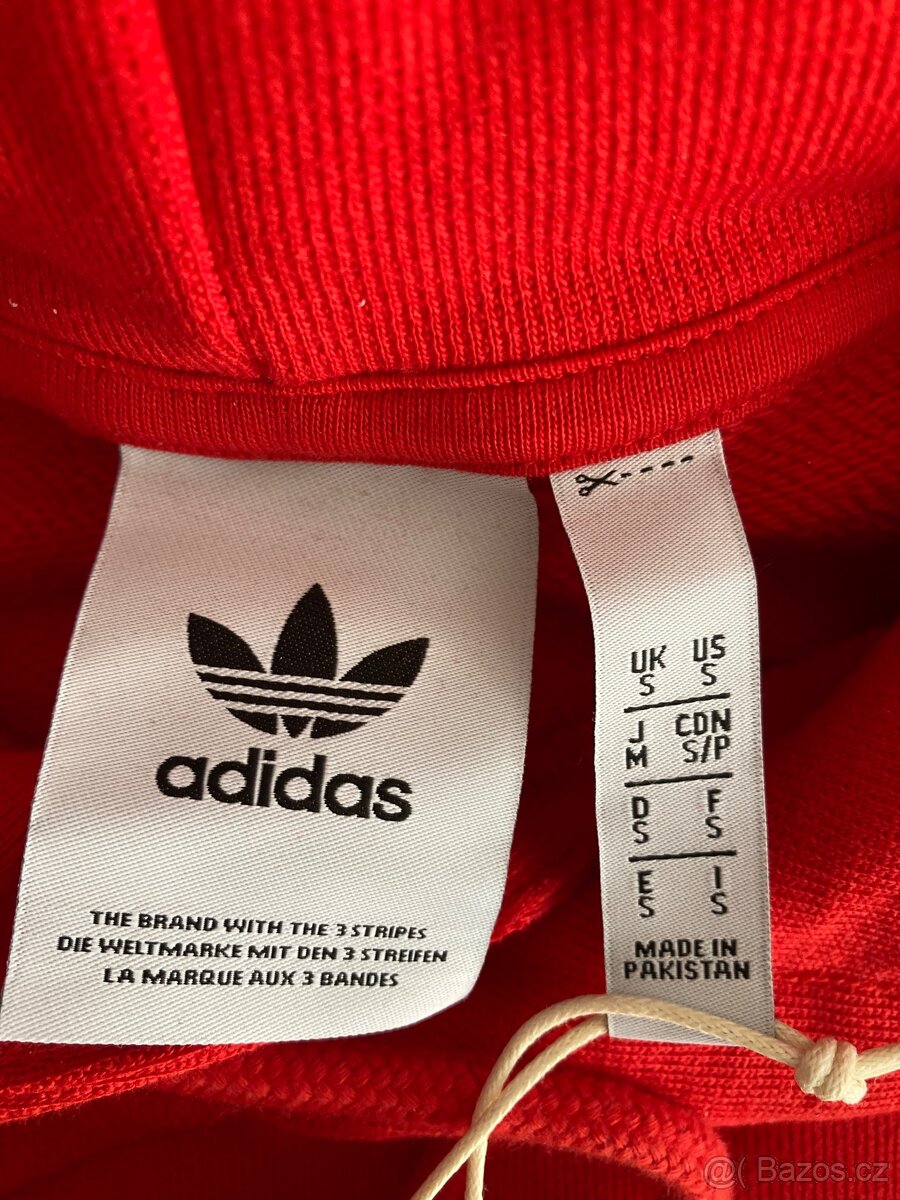 adidas
THE BRAND WITH THE 3 STRIPES
DIE WELTMARKE MIT DEN 3 STREIFEN
LA MARQUE AUX 3 BANDES
UK US
S S
J CDN
M S/P
D F
S S
E I
S S
MADE IN
PAKISTAN
@( Bazos.cz